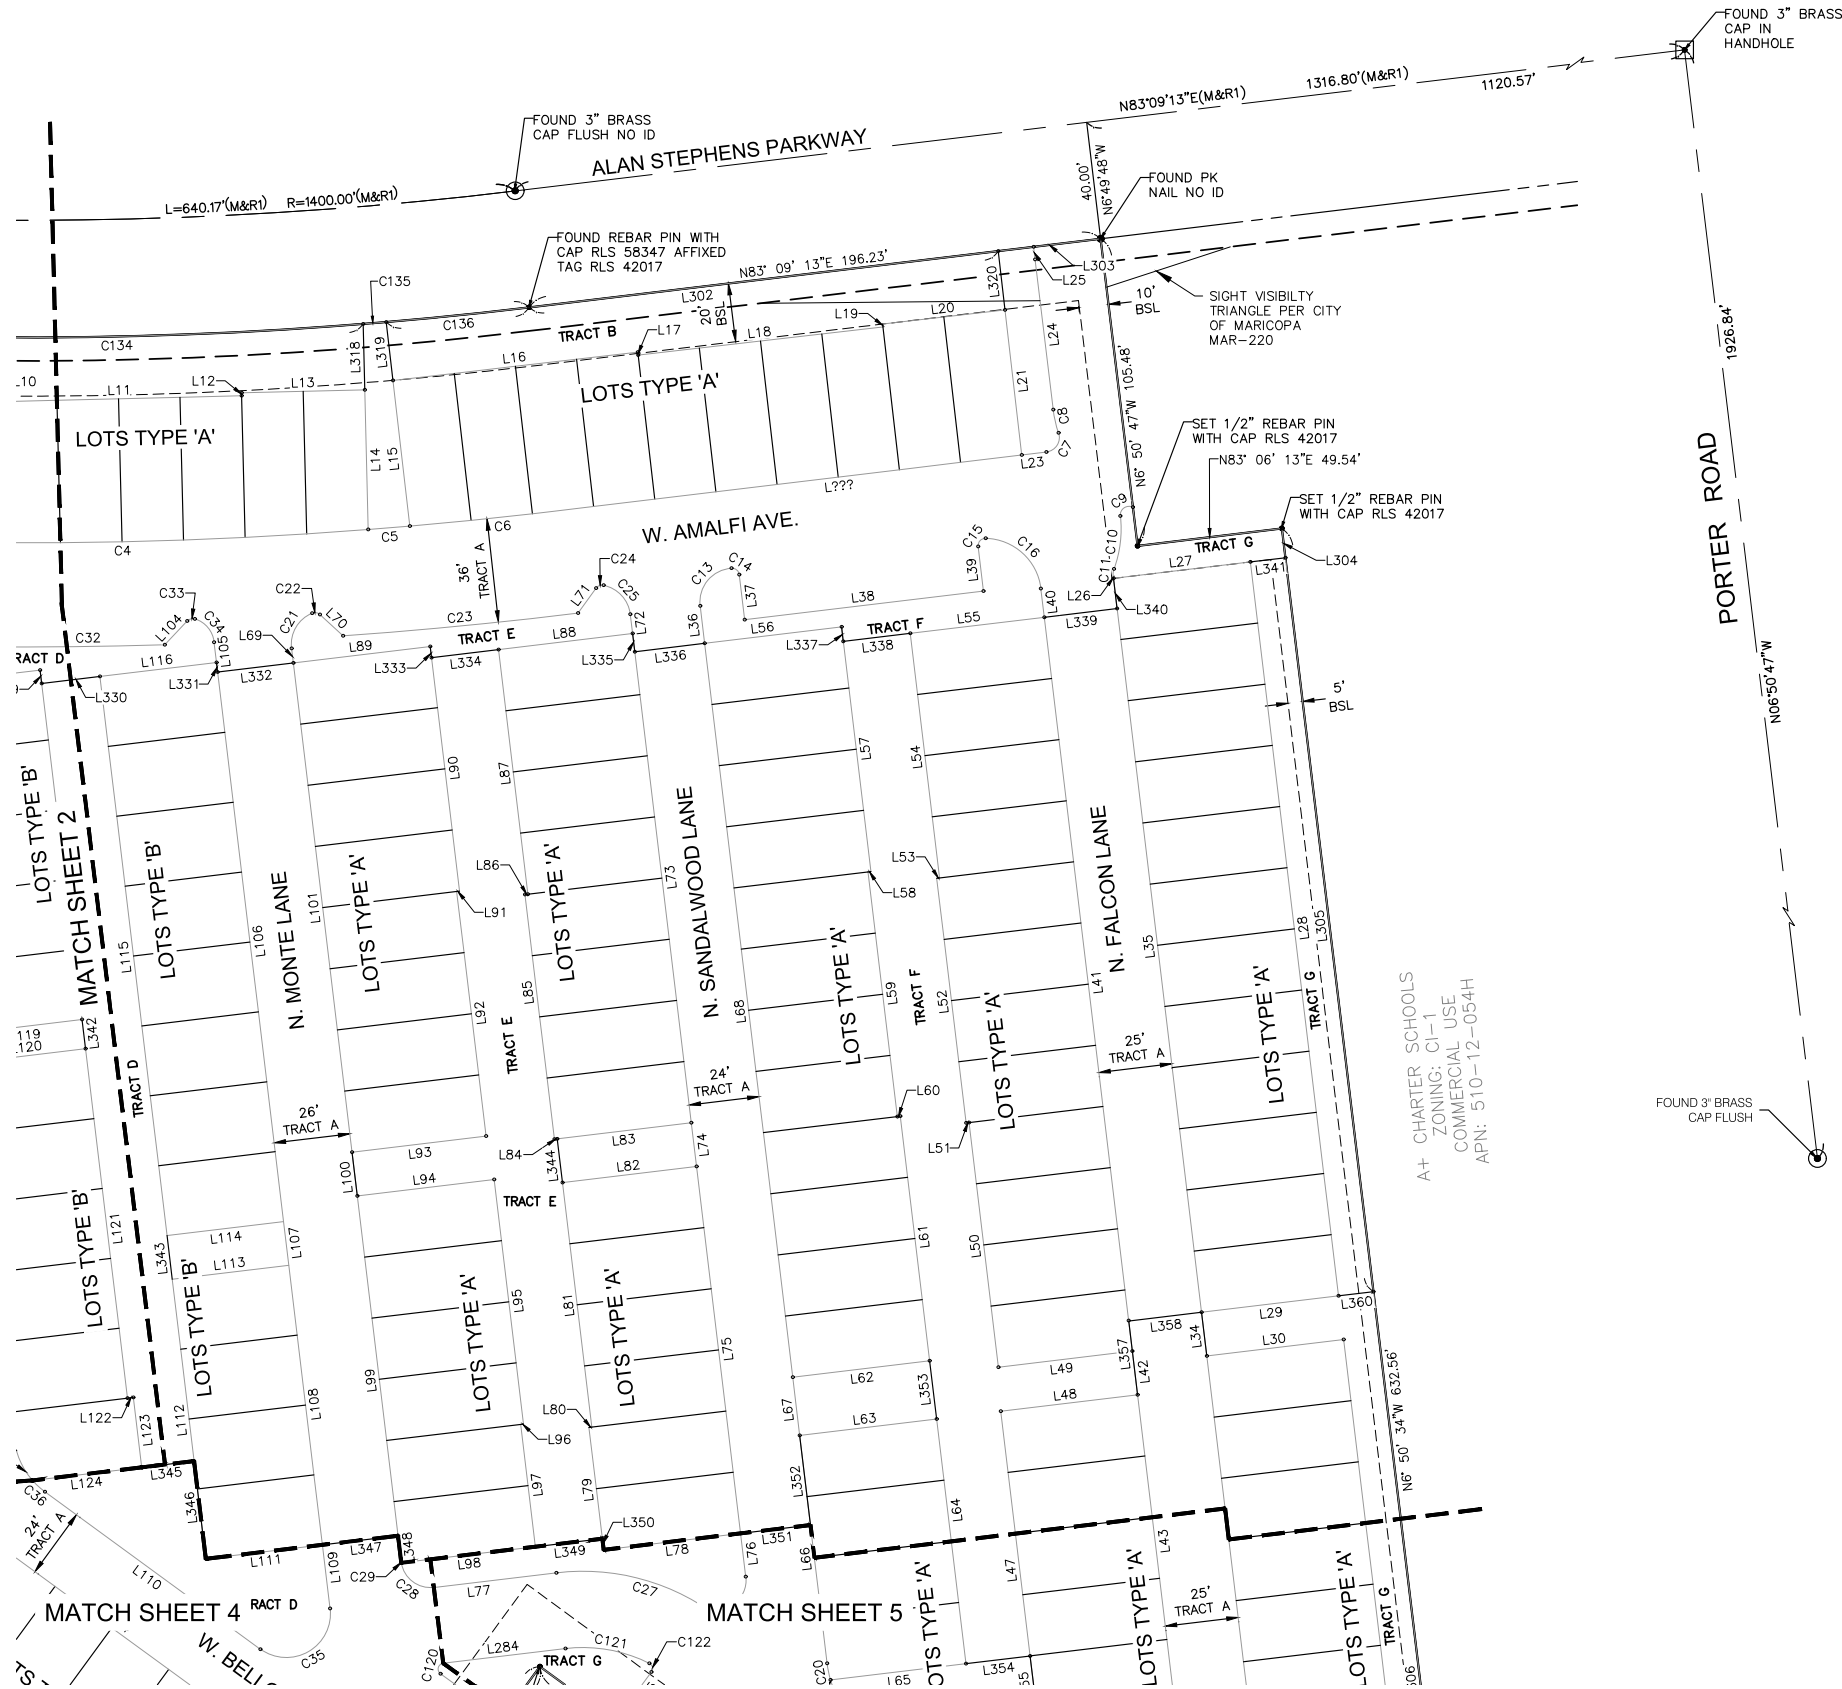 FOUND 3" BRASS
CAP IN
HANDHOLE
1316.80'(M&R1)
N83°09'13"E(M&R1)
1120.57'
FOUND 3" BRASS
CAP FLUSH NO ID
ALAN STEPHENS PARKWAY
L=640.17'(M&R1) R=1400.00'(M&R1)
40.00'
N6°49'48"W
FOUND PK
NAIL NO ID
FOUND REBAR PIN WITH
CAP RLS 58347 AFFIXED
TAG RLS 42017
N83° 09' 13"E 196.23'
L320
L303
L25
C135
L302
20'
BSL
10'
BSL
SIGHT VISIBILTY
TRIANGLE PER CITY
OF MARICOPA
MAR-220
C134
C136
TRACT B
L17
L18
L19
L20
L24
L318
L319
L16
L10
L11
L12
L13
LOTS TYPE 'A'
LOTS TYPE 'A'
L14
L15
L21
C8
C7
L23
L???
N6° 50' 47"W 105.48'
1926.84'
PORTER ROAD
N06°50'47"W
SET 1/2" REBAR PIN
WITH CAP RLS 42017
N83° 06' 13"E 49.54'
SET 1/2" REBAR PIN
WITH CAP RLS 42017
C9
C4
C5
C6
W. AMALFI AVE.
36'
TRACT A
C15
C16
C10
C11
TRACT G
L27
L341
L304
L26
L340
C33
C22
C24
C13
C14
L39
L37
L38
L40
L339
C32
L104
C34
L105
L69
C21
L70
C23
L71
C25
L72
L36
L56
TRACT F
L55
RACT D
L116
L331
L332
L89
TRACT E
L88
L333
L334
L335
L336
L337
L338
L330
5'
BSL
LOTS TYPE 'B'
MATCH SHEET 2
LOTS TYPE 'B'
L115
L106
N. MONTE LANE
L101
LOTS TYPE 'A'
L90
L91
L92
L87
L86
L85
TRACT E
LOTS TYPE 'A'
L73
N. SANDALWOOD LANE
L68
LOTS TYPE 'A'
L57
L58
L59
TRACT F
L54
L53
L52
LOTS TYPE 'A'
L41
N. FALCON LANE
L35
LOTS TYPE 'A'
L28
L305
TRACT G
A+ CHARTER SCHOOLS
ZONING: CI-1
COMMERCIAL USE
APN: 510-12-054H
FOUND 3" BRASS
CAP FLUSH
L119
L120
L342
TRACT D
26'
TRACT A
24'
TRACT A
25'
TRACT A
L60
L51
L93
L94
L100
L84
L83
L344
L82
L74
TRACT E
LOTS TYPE 'B'
L121
L114
L343
L113
L107
LOTS TYPE 'B'
L61
L50
L95
LOTS TYPE 'A'
L81
LOTS TYPE 'A'
L75
L358
L34
L29
L360
L30
L357
L42
L49
L48
L62
L353
L63
L67
L99
L108
L112
L122
L123
L80
L96
N6° 50' 34"W 632.56'
L124
L345
L346
L97
L79
L352
L64
L43
L47
C36
24'
TRACT A
L111
L347
L348
L98
L349
L350
L78
L351
L76
L66
C29
C28
L77
C27
L109
L110
MATCH SHEET 4
RACT D
MATCH SHEET 5
W. BELL
C35
C120
L284
C121
C122
TRACT G
C20
L65
LOTS TYPE 'A'
L354
LOTS TYPE 'A'
25'
TRACT A
LOTS TYPE 'A'
TRACT G